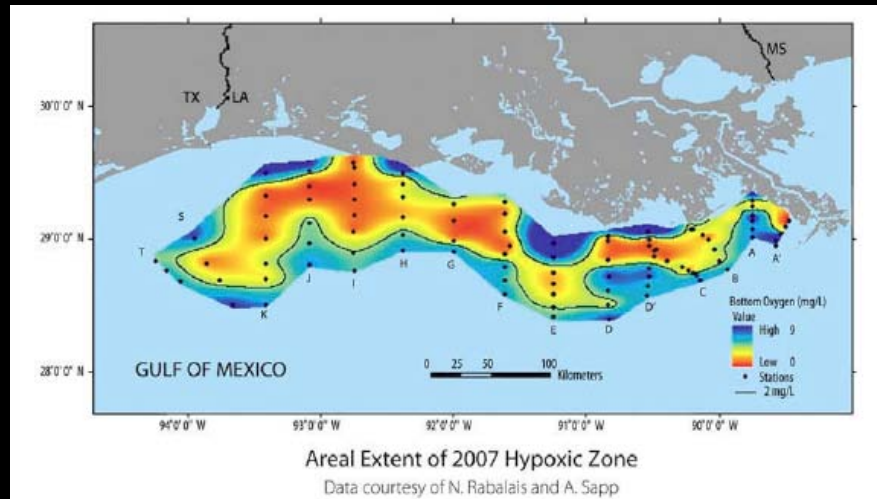 MS
30°0'0" N
TX
LA
S
29°0'0" N
T
A
A'
J
I
H
G
B
C
K
F
D'
E
D
Bottom Oxygen (mg/L)
Value
High 9
Low 0
Stations
2 mg/L
GULF OF MEXICO
0 25 50 100
Kilometers
28°0'0" N
94°0'0" W 93°0'0" W 92°0'0" W 91°0'0" W 90°0'0" W
Areal Extent of 2007 Hypoxic Zone
Data courtesy of N. Rabalais and A. Sapp